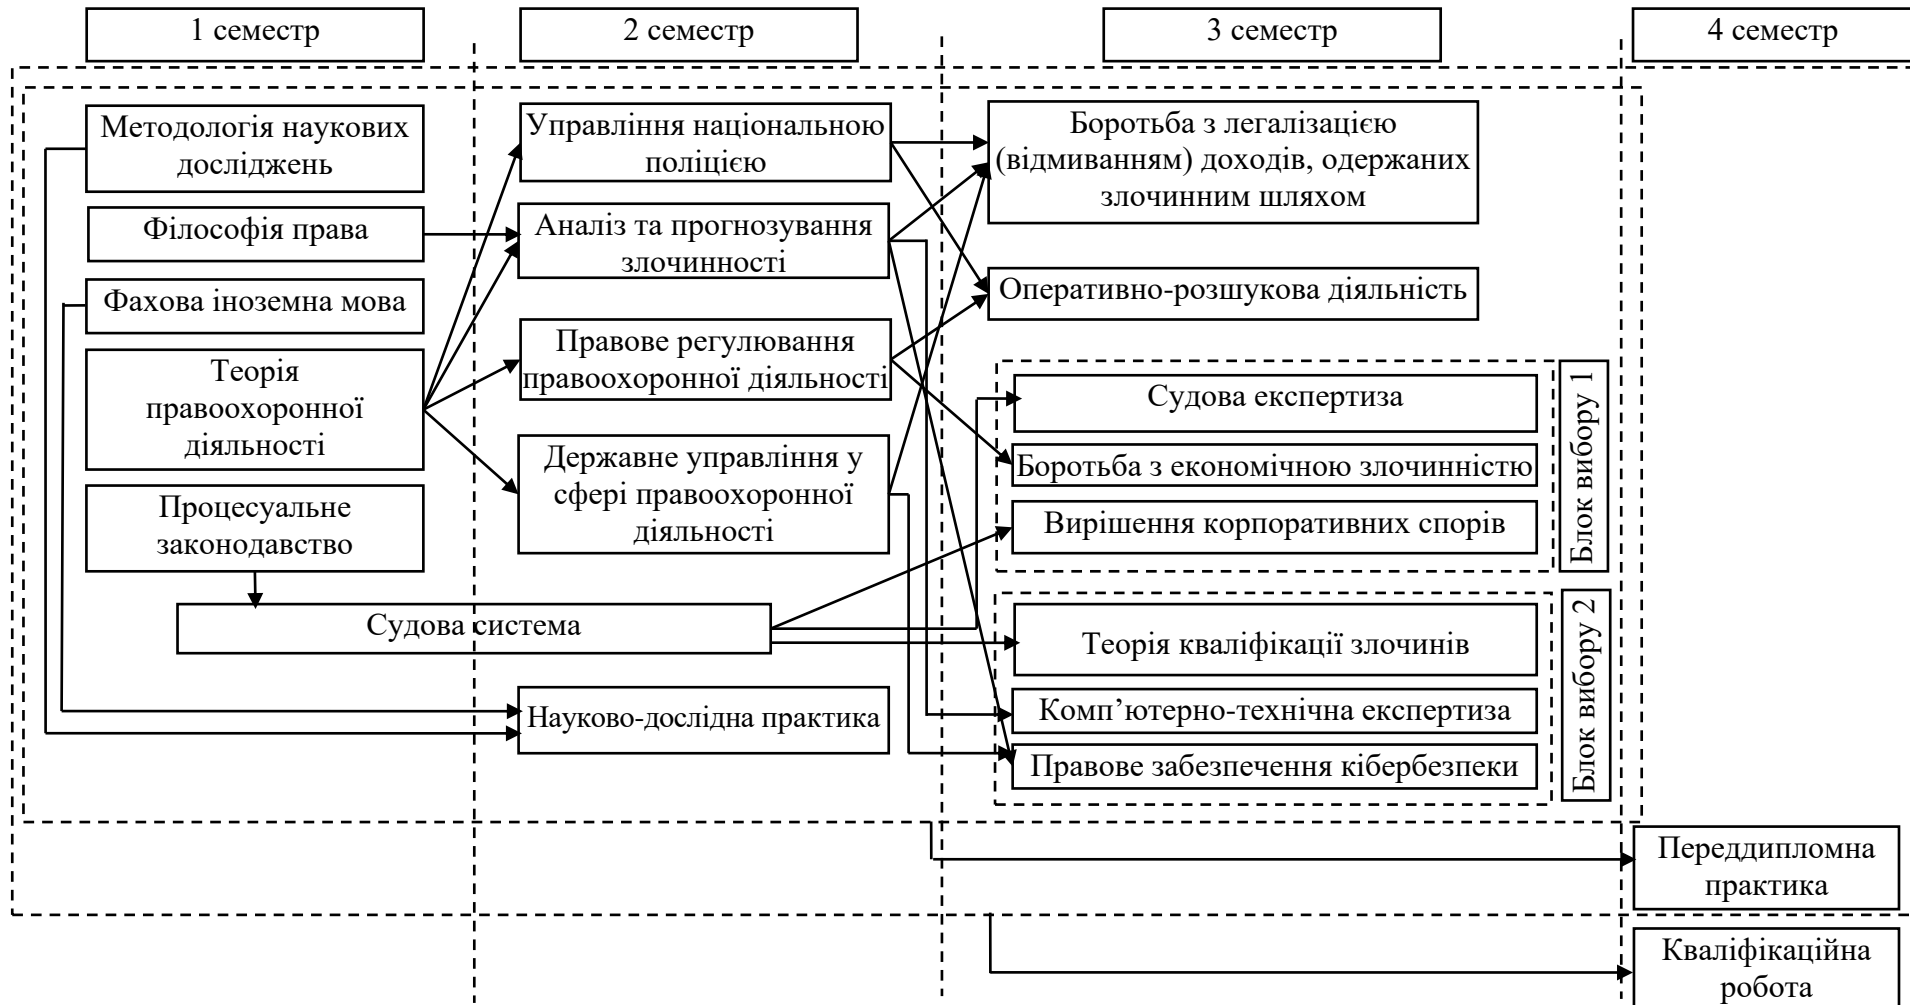 1 семестр
2 семестр
3 семестр
4 семестр
Методологія наукових
досліджень
Філософія права
Фахова іноземна мова
Теорія
правоохоронної
діяльності
Процесуальне
законодавство
Судова система
Управління національною
поліцією
Аналіз та прогнозування
злочинності
Правове регулювання
правоохоронної діяльності
Державне управління у
сфері правоохоронної
діяльності
Науково-дослідна практика
Боротьба з легалізацією
(відмиванням) доходів, одержаних
злочинним шляхом
Оперативно-розшукова діяльність
Судова експертиза
Боротьба з економічною злочинністю
Вирішення корпоративних спорів
Блок вибору 1
Теорія кваліфікації злочинів
Комп’ютерно-технічна експертиза
Правове забезпечення кібербезпеки
Блок вибору 2
Переддипломна
практика
Кваліфікаційна
робота